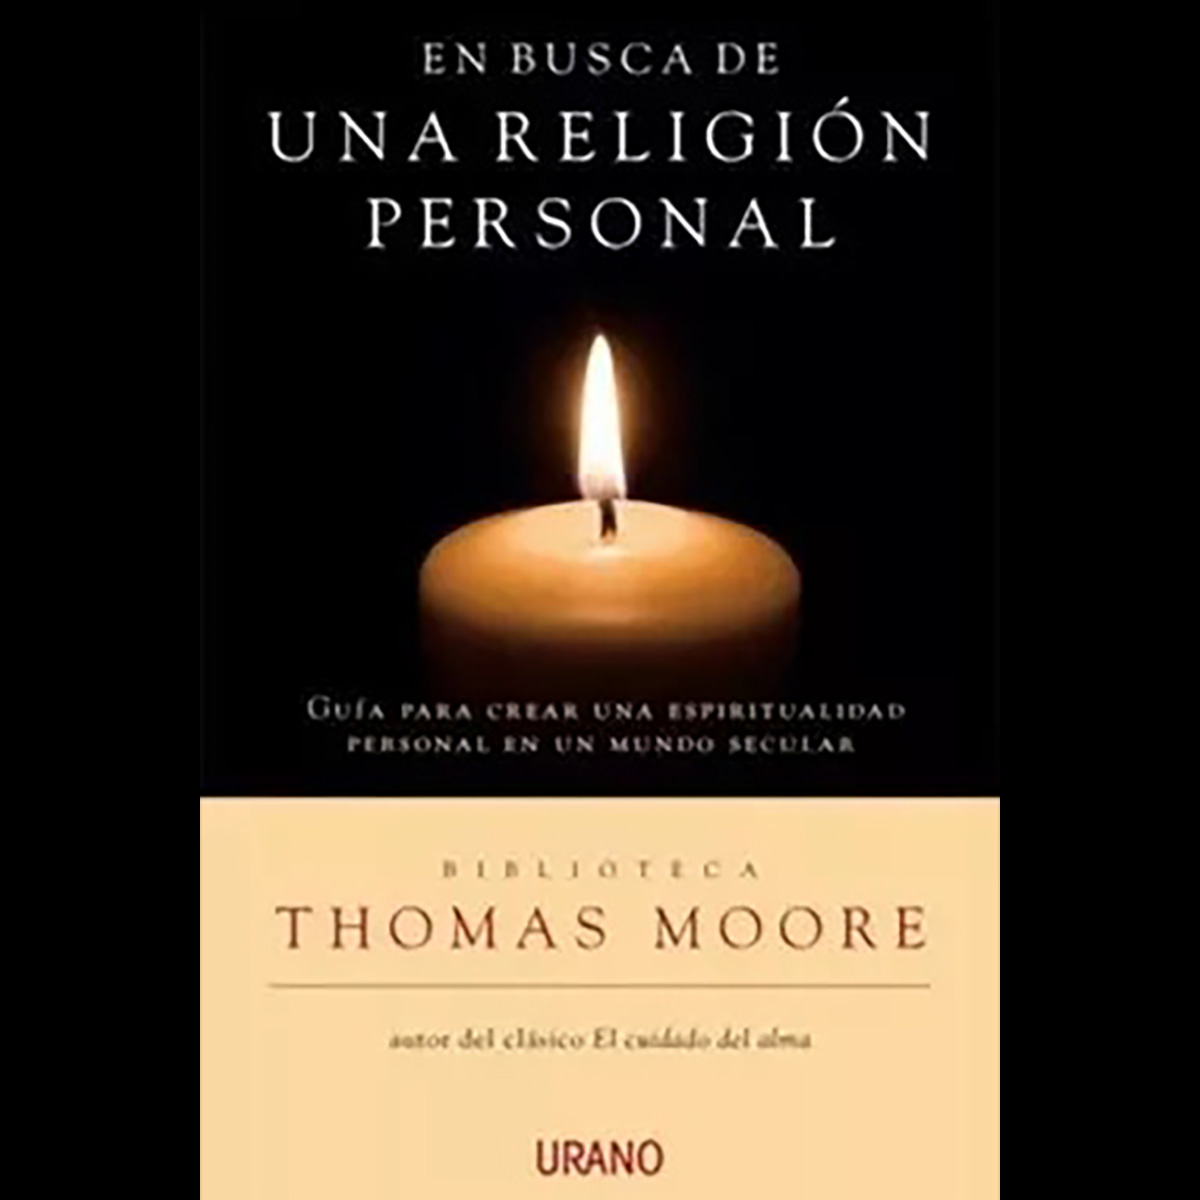 EN BUSCA DE
UNA RELIGIÓN
PERSONAL
GUÍA PARA CREAR UNA ESPIRITUALIDAD
PERSONAL EN UN MUNDO SECULAR
BIBLIOTECA
THOMAS MOORE
autor del clásico El cuidado del alma
URANO